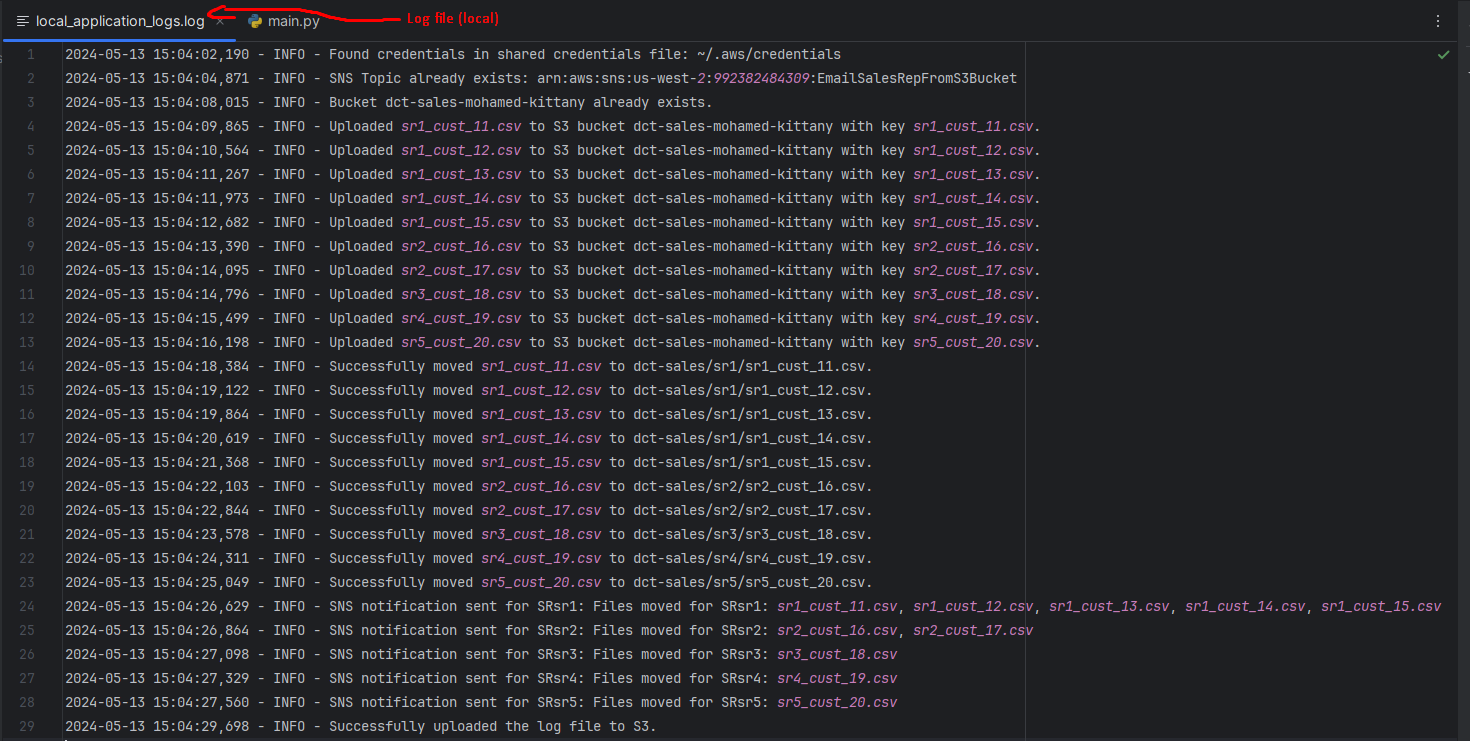 local_application_logs.log × main.py Log file (local)
1 2024-05-13 15:04:02,190 - INFO - Found credentials in shared credentials file: ~/.aws/credentials
2 2024-05-13 15:04:04,871 - INFO - SNS Topic already exists: arn:aws:sns:us-west-2:992382484309:EmailSalesRepFromS3Bucket
3 2024-05-13 15:04:08,015 - INFO - Bucket dct-sales-mohamed-kittany already exists.
4 2024-05-13 15:04:09,865 - INFO - Uploaded sr1_cust_11.csv to S3 bucket dct-sales-mohamed-kittany with key sr1_cust_11.csv.
5 2024-05-13 15:04:10,564 - INFO - Uploaded sr1_cust_12.csv to S3 bucket dct-sales-mohamed-kittany with key sr1_cust_12.csv.
6 2024-05-13 15:04:11,267 - INFO - Uploaded sr1_cust_13.csv to S3 bucket dct-sales-mohamed-kittany with key sr1_cust_13.csv.
7 2024-05-13 15:04:11,973 - INFO - Uploaded sr1_cust_14.csv to S3 bucket dct-sales-mohamed-kittany with key sr1_cust_14.csv.
8 2024-05-13 15:04:12,682 - INFO - Uploaded sr1_cust_15.csv to S3 bucket dct-sales-mohamed-kittany with key sr1_cust_15.csv.
9 2024-05-13 15:04:13,390 - INFO - Uploaded sr2_cust_16.csv to S3 bucket dct-sales-mohamed-kittany with key sr2_cust_16.csv.
10 2024-05-13 15:04:14,095 - INFO - Uploaded sr2_cust_17.csv to S3 bucket dct-sales-mohamed-kittany with key sr2_cust_17.csv.
11 2024-05-13 15:04:14,796 - INFO - Uploaded sr3_cust_18.csv to S3 bucket dct-sales-mohamed-kittany with key sr3_cust_18.csv.
12 2024-05-13 15:04:15,499 - INFO - Uploaded sr4_cust_19.csv to S3 bucket dct-sales-mohamed-kittany with key sr4_cust_19.csv.
13 2024-05-13 15:04:16,198 - INFO - Uploaded sr5_cust_20.csv to S3 bucket dct-sales-mohamed-kittany with key sr5_cust_20.csv.
14 2024-05-13 15:04:18,384 - INFO - Successfully moved sr1_cust_11.csv to dct-sales/sr1/sr1_cust_11.csv.
15 2024-05-13 15:04:19,122 - INFO - Successfully moved sr1_cust_12.csv to dct-sales/sr1/sr1_cust_12.csv.
16 2024-05-13 15:04:19,864 - INFO - Successfully moved sr1_cust_13.csv to dct-sales/sr1/sr1_cust_13.csv.
17 2024-05-13 15:04:20,619 - INFO - Successfully moved sr1_cust_14.csv to dct-sales/sr1/sr1_cust_14.csv.
18 2024-05-13 15:04:21,368 - INFO - Successfully moved sr1_cust_15.csv to dct-sales/sr1/sr1_cust_15.csv.
19 2024-05-13 15:04:22,103 - INFO - Successfully moved sr2_cust_16.csv to dct-sales/sr2/sr2_cust_16.csv.
20 2024-05-13 15:04:22,844 - INFO - Successfully moved sr2_cust_17.csv to dct-sales/sr2/sr2_cust_17.csv.
21 2024-05-13 15:04:23,578 - INFO - Successfully moved sr3_cust_18.csv to dct-sales/sr3/sr3_cust_18.csv.
22 2024-05-13 15:04:24,311 - INFO - Successfully moved sr4_cust_19.csv to dct-sales/sr4/sr4_cust_19.csv.
23 2024-05-13 15:04:25,049 - INFO - Successfully moved sr5_cust_20.csv to dct-sales/sr5/sr5_cust_20.csv.
24 2024-05-13 15:04:26,629 - INFO - SNS notification sent for SRsr1: Files moved for SRsr1: sr1_cust_11.csv, sr1_cust_12.csv, sr1_cust_13.csv, sr1_cust_14.csv, sr1_cust_15.csv
25 2024-05-13 15:04:26,864 - INFO - SNS notification sent for SRsr2: Files moved for SRsr2: sr2_cust_16.csv, sr2_cust_17.csv
26 2024-05-13 15:04:27,098 - INFO - SNS notification sent for SRsr3: Files moved for SRsr3: sr3_cust_18.csv
27 2024-05-13 15:04:27,329 - INFO - SNS notification sent for SRsr4: Files moved for SRsr4: sr4_cust_19.csv
28 2024-05-13 15:04:27,560 - INFO - SNS notification sent for SRsr5: Files moved for SRsr5: sr5_cust_20.csv
29 2024-05-13 15:04:29,698 - INFO - Successfully uploaded the log file to S3.